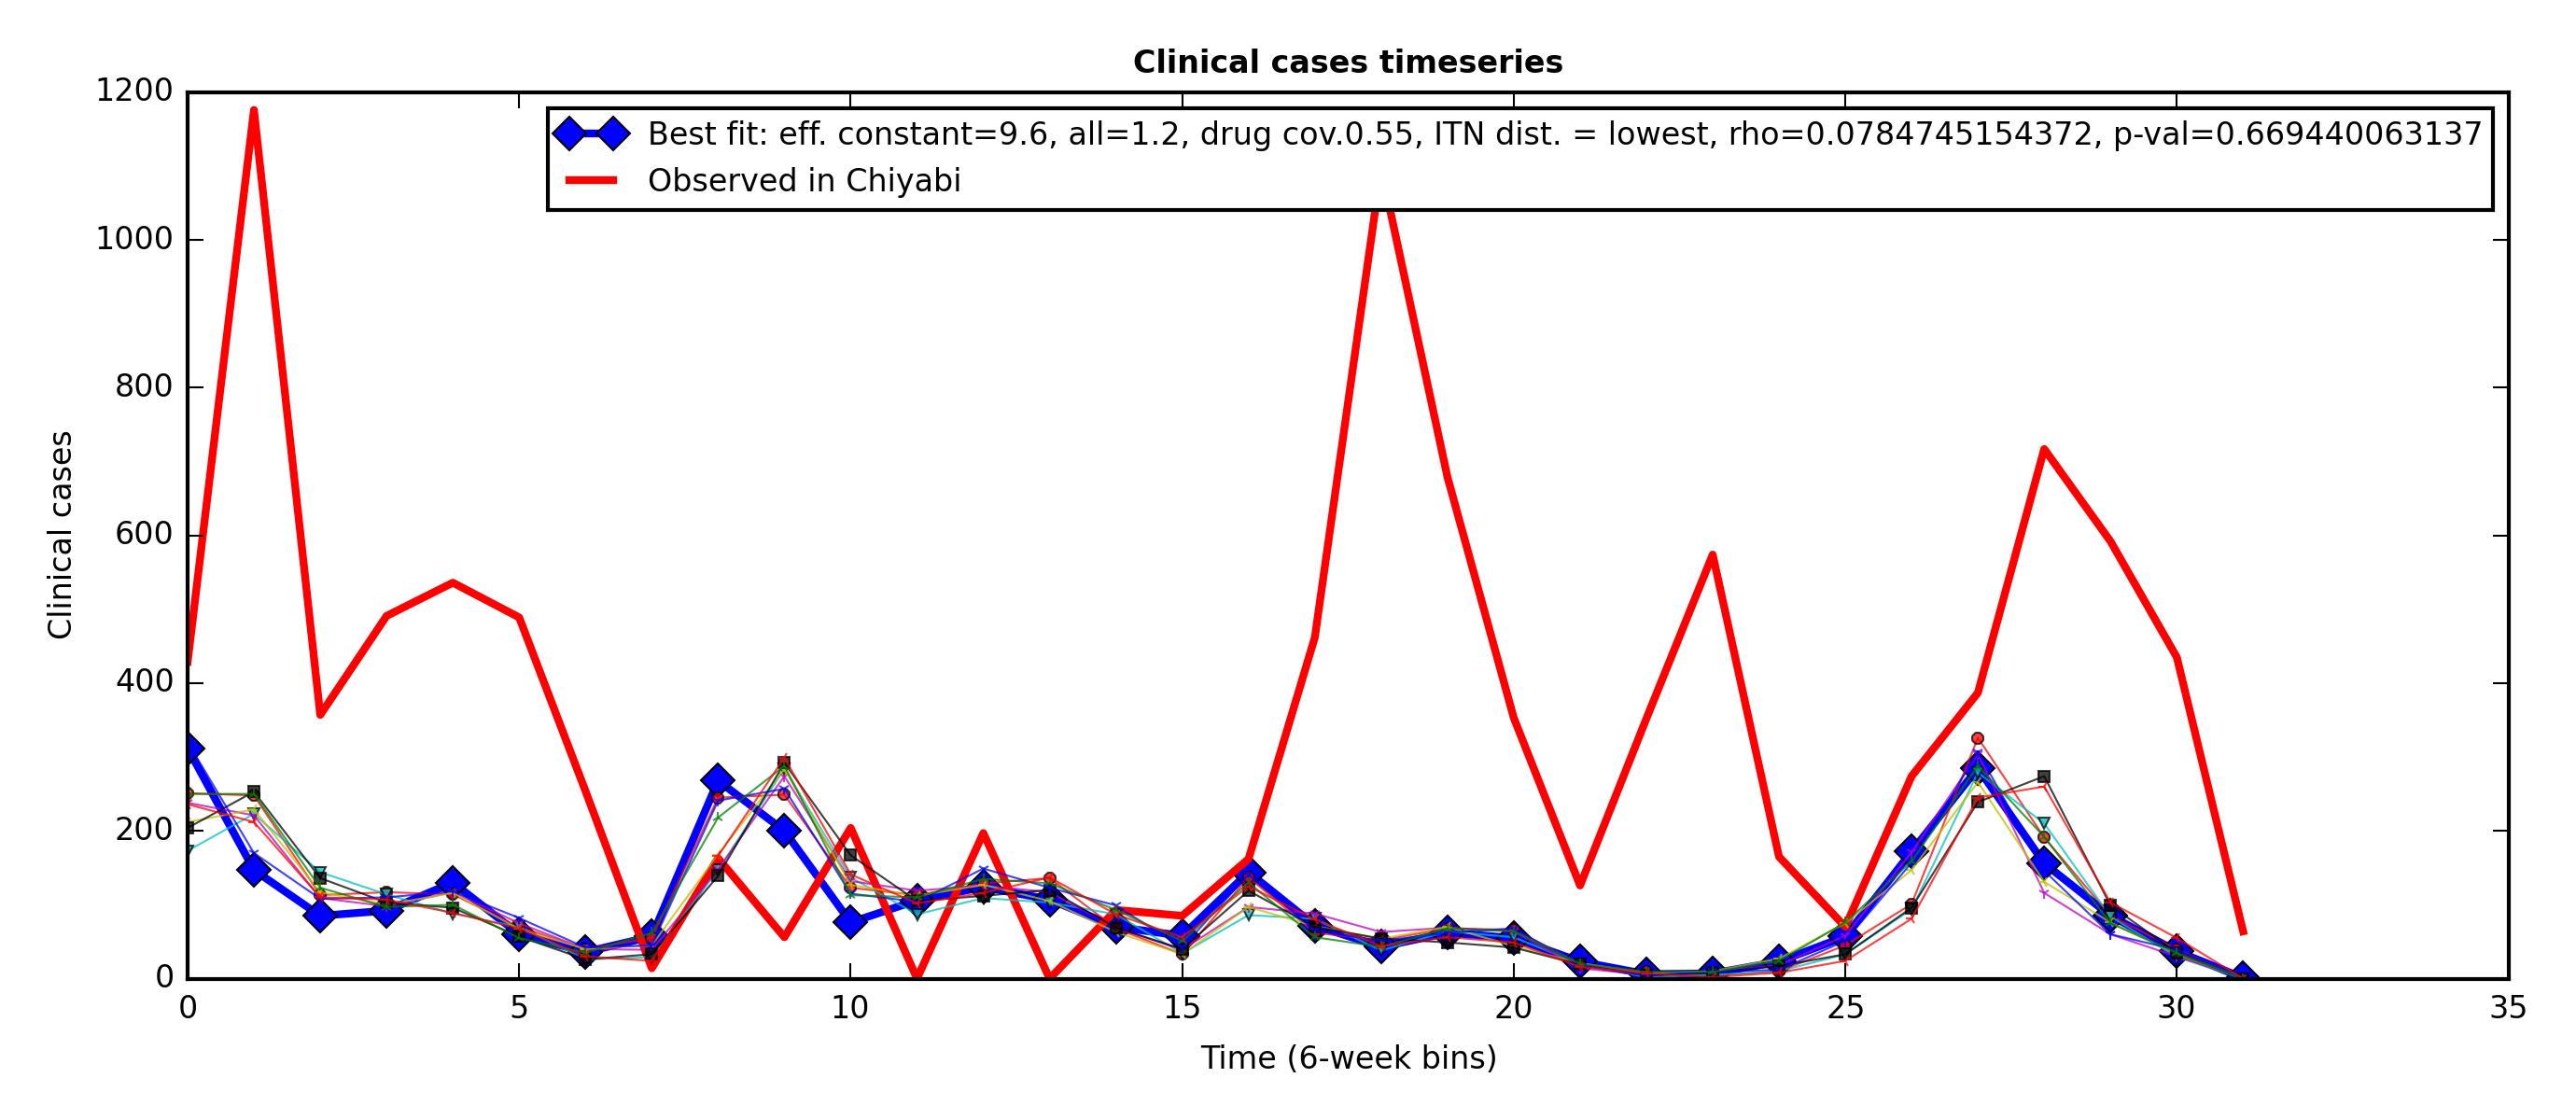 Clinical cases timeseries
1200
1000
800
600
400
200
0
Clinical cases
Best fit: eff. constant=9.6, all=1.2, drug cov.0.55, ITN dist. = lowest, rho=0.0784745154372, p-val=0.669440063137
Observed in Chiyabi
0 5 10 15 20 25 30 35
Time (6-week bins)